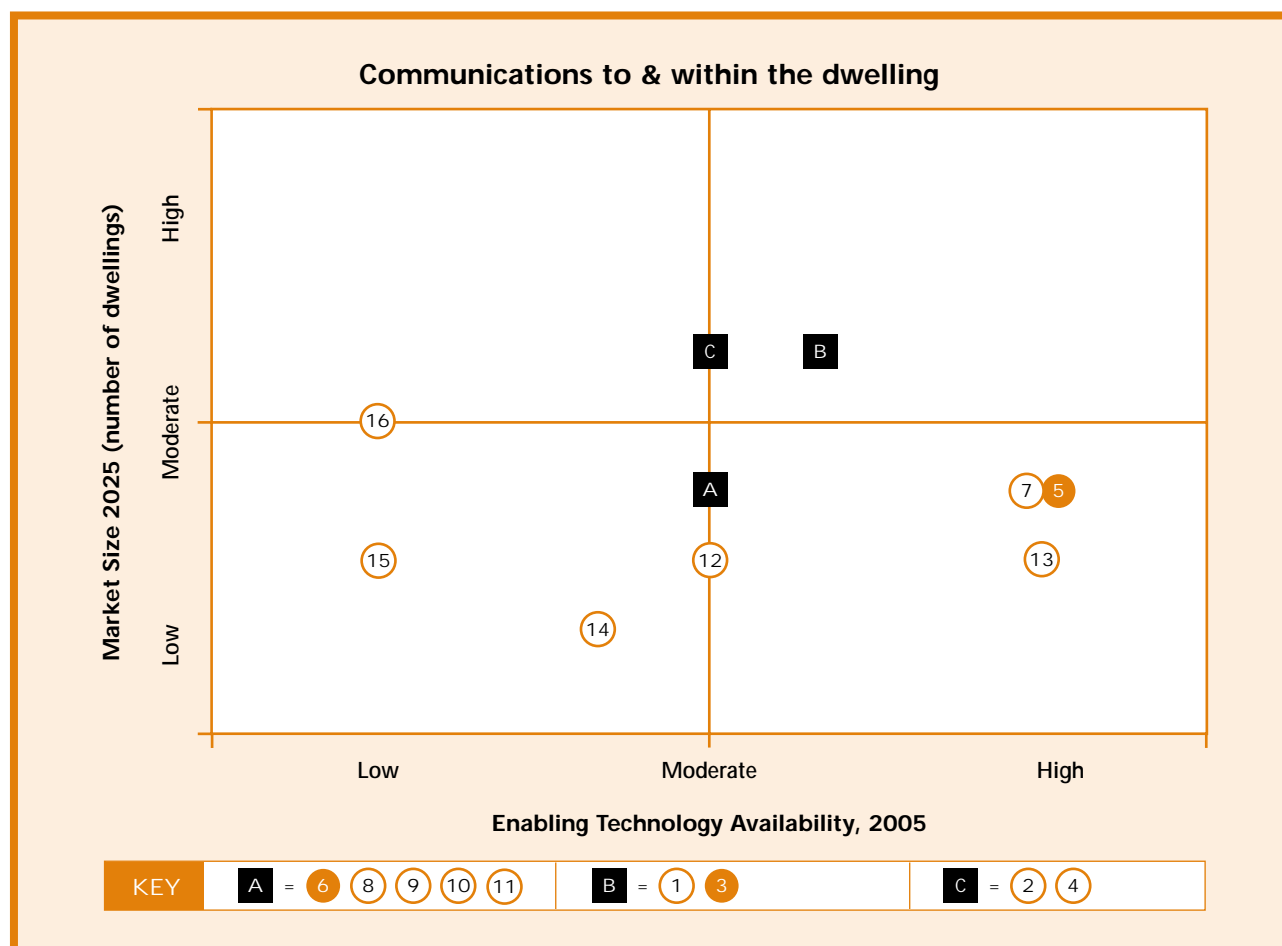 Communications to & within the dwelling
Market Size 2025 (number of dwellings)
High
Moderate
Low
C
B
16
A
7
5
15
12
13
14
Low
Moderate
High
Enabling Technology Availability, 2005
KEY
A = 6 8 9 10 11
B = 1 3
C = 2 4